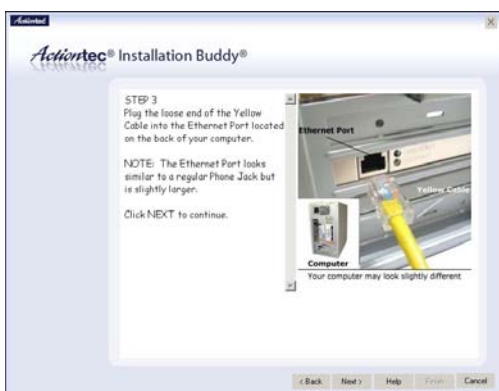 Actiontec
Actiontec® Installation Buddy®
STEP 3
Plug the loose end of the Yellow
Cable into the Ethernet Port located
on the back of your computer.
NOTE: The Ethernet Port looks
similar to a regular Phone Jack but
is slightly larger.
Click NEXT to continue.
Ethernet Port
Yellow Cable
Computer
Your computer may look slightly different
< Back
Next >
Help
Finish
Cancel